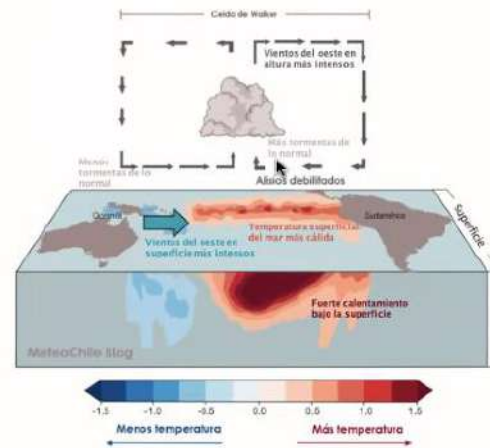 Celda de Walker
Vientos del oeste en
altura más intensos
Más tormentas de
lo normal
Menos
tormentas de lo
normal
Alisios debilitados
Oceanía
Sudamérica
Superficie
Temperatura superficial
del mar más cálida
Vientos del oeste en
superficie más intensos
Fuerte calentamiento
bajo la superficie
MeteoChile Blog
-1.5 -1.0 -0.5 0.0 0.5 1.0 1.5
Menos temperatura
Más temperatura